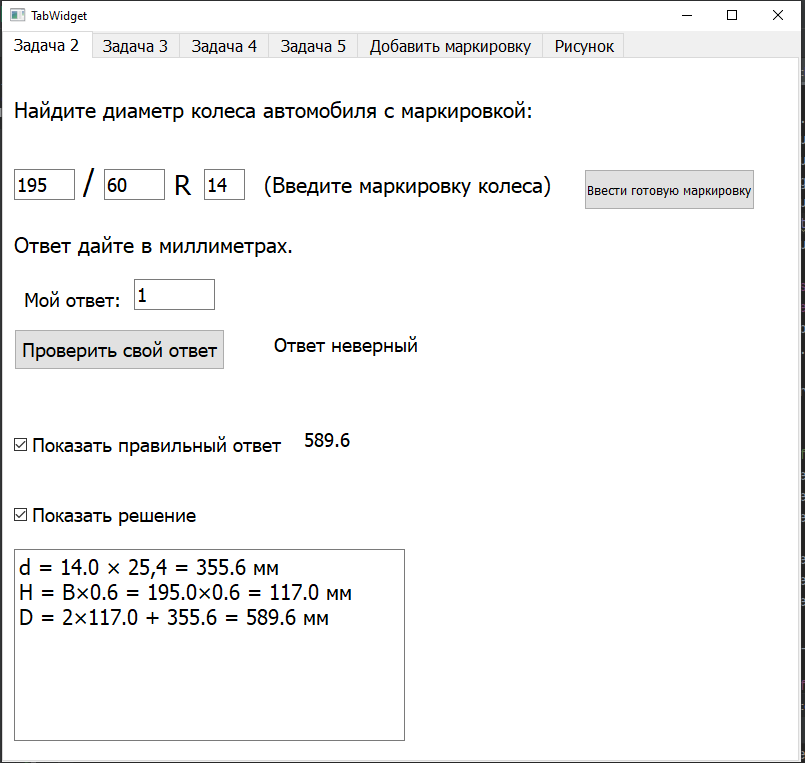 TabWidget
Задача 2 Задача 3 Задача 4 Задача 5 Добавить маркировку Рисунок
Найдите диаметр колеса автомобиля с маркировкой:
195 / 60 R 14 (Введите маркировку колеса) Ввести готовую маркировку
Ответ дайте в миллиметрах.
Мой ответ: 1
Проверить свой ответ Ответ неверный
Показать правильный ответ 589.6
Показать решение
d = 14.0 × 25,4 = 355.6 мм
H = B×0.6 = 195.0×0.6 = 117.0 мм
D = 2×117.0 + 355.6 = 589.6 мм